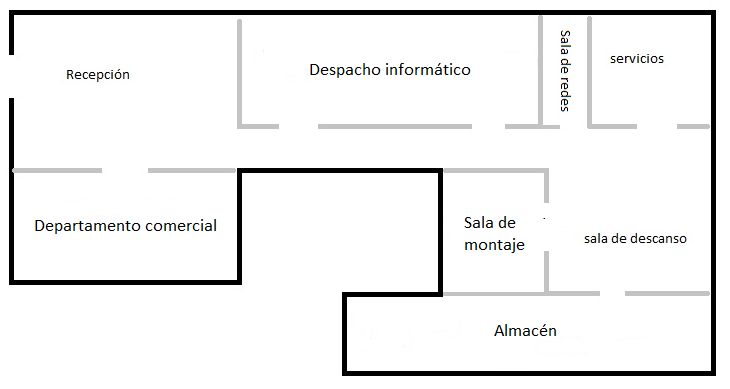 Recepción
Despacho informático
Sala de redes
servicios
Departamento comercial
Sala de
montaje
sala de descanso
Almacén